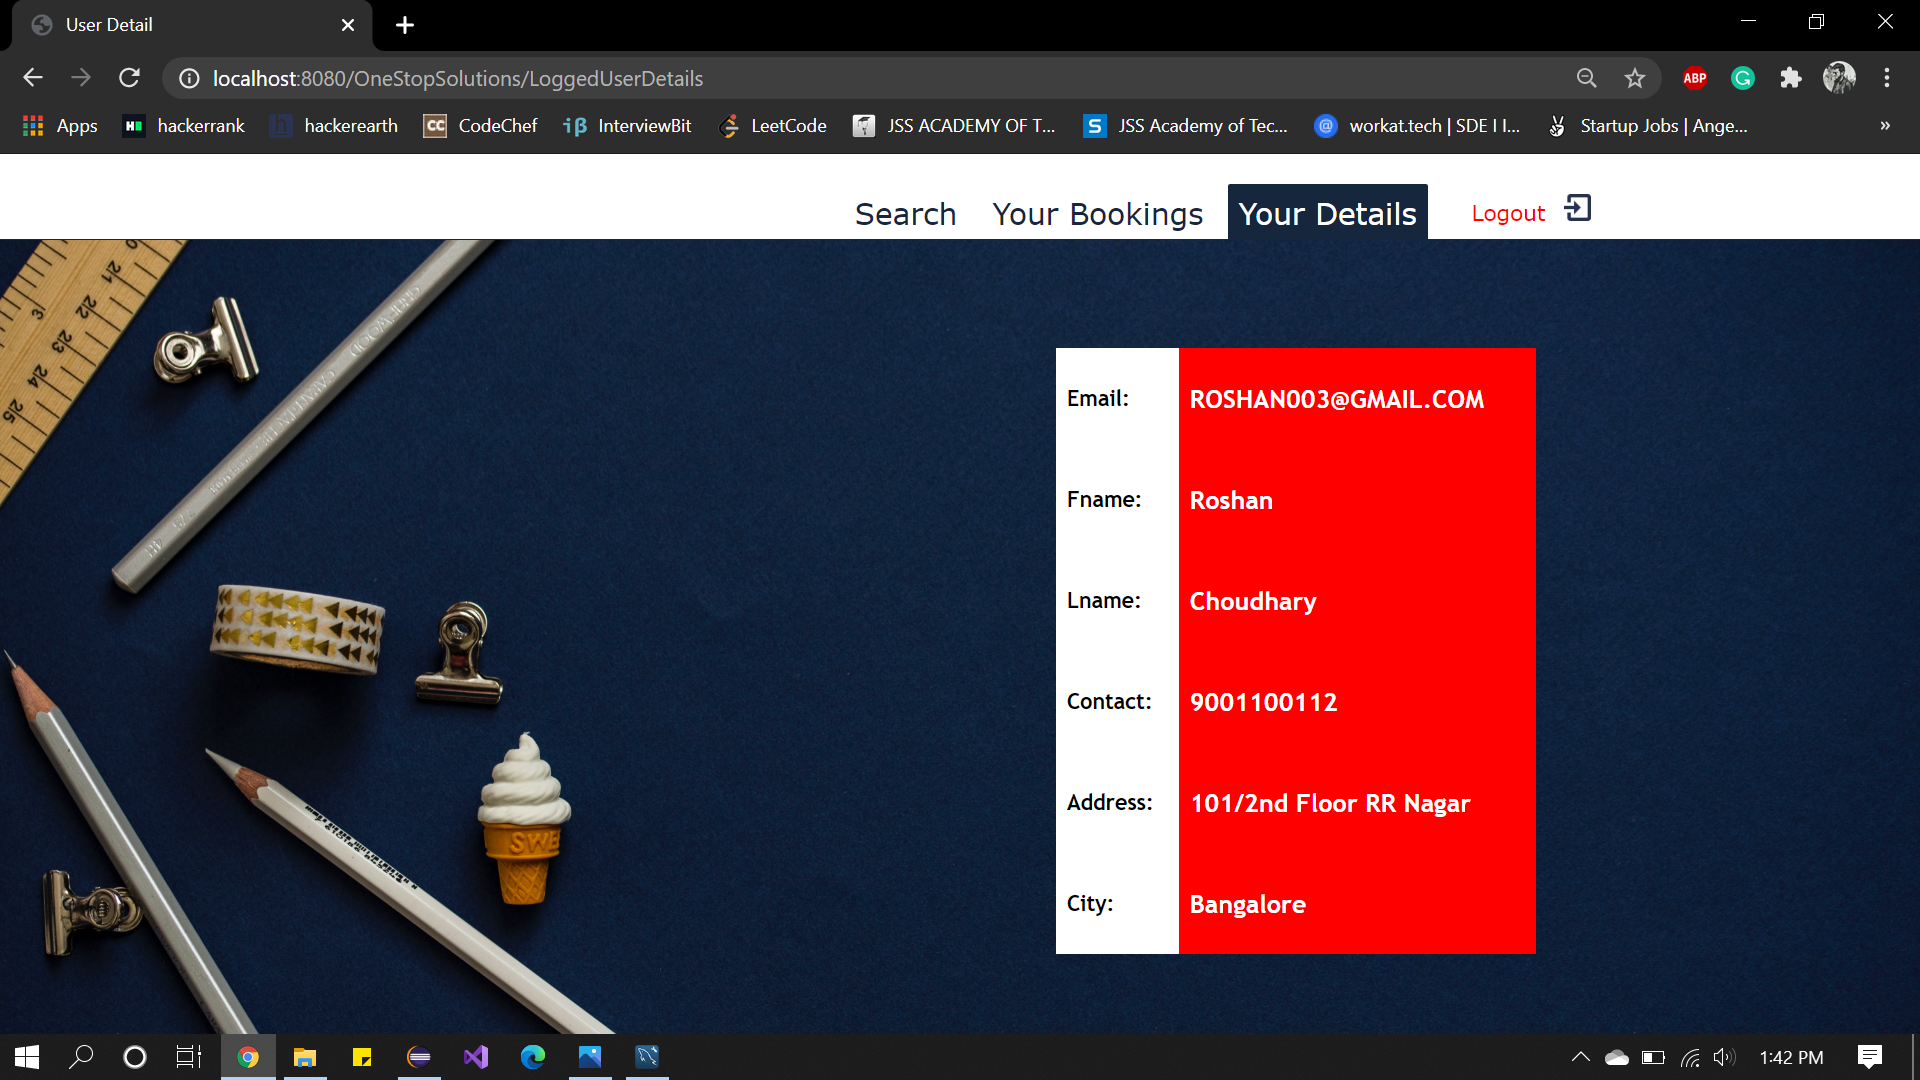 User Detail
localhost:8080/OneStopSolutions/LoggedUserDetails
ABP
Apps
hackerrank
hackerearth
CodeChef
InterviewBit
LeetCode
JSS ACADEMY OF T...
JSS Academy of Tec...
workat.tech | SDE I I...
Startup Jobs | Ange...
Search
Your Bookings
Your Details
Logout
Email: ROSHAN003@GMAIL.COM
Fname: Roshan
Lname: Choudhary
Contact: 9001100112
Address: 101/2nd Floor RR Nagar
City: Bangalore
SWE
1:42 PM